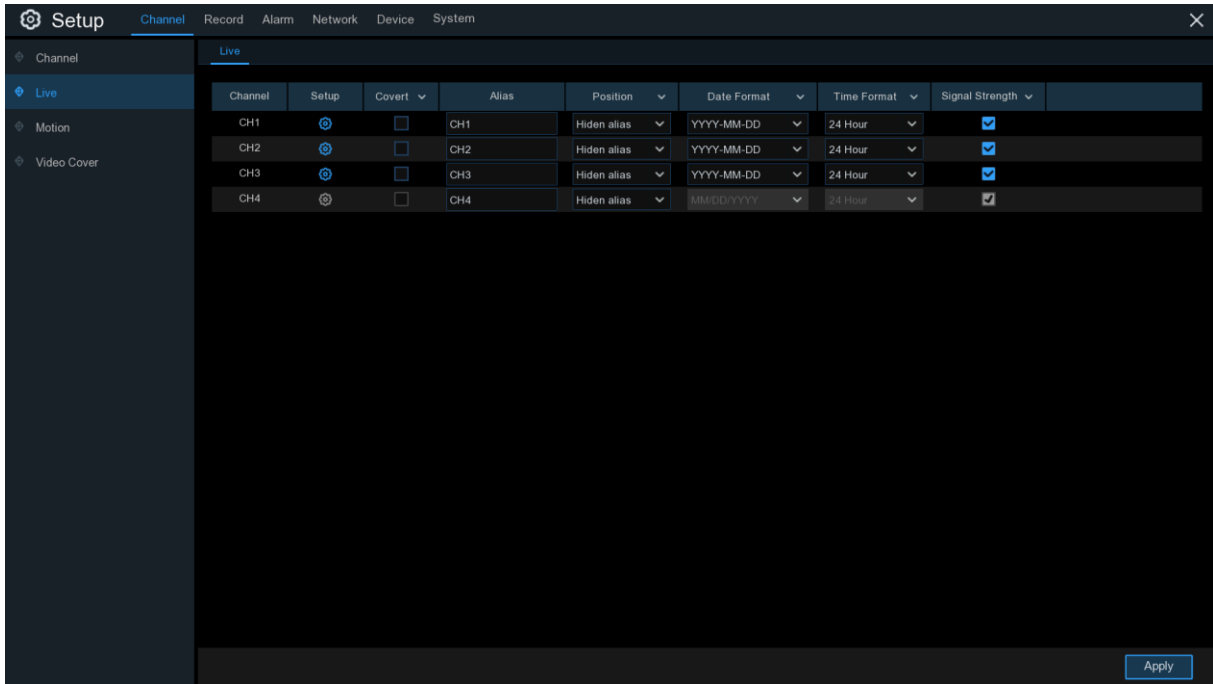 Setup Channel Record Alarm Network Device System
Channel
Live
Motion
Video Cover
Live
Channel Setup Covert Alias Position Date Format Time Format Signal Strength
CH1 CH1 Hiden alias YYYY-MM-DD 24 Hour
CH2 CH2 Hiden alias YYYY-MM-DD 24 Hour
CH3 CH3 Hiden alias YYYY-MM-DD 24 Hour
CH4 CH4 Hiden alias MM/DD/YYYY 24 Hour
Apply